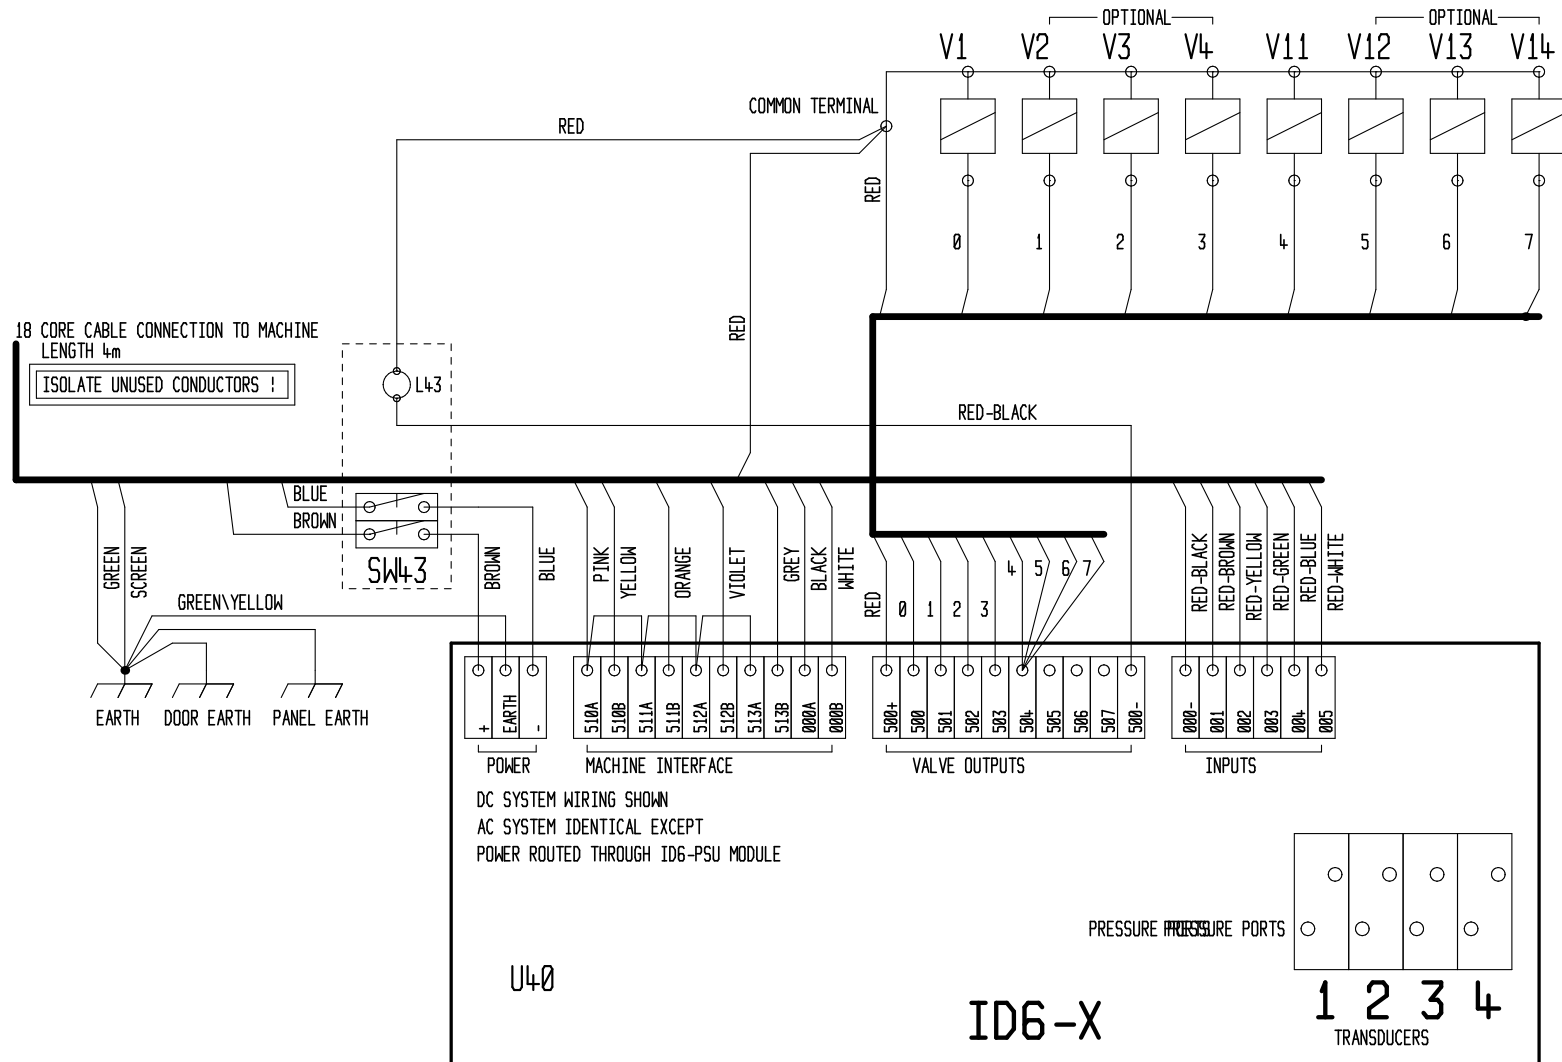 OPTIONAL OPTIONAL
V1 V2 V3 V4 V11 V12 V13 V14
COMMON TERMINAL
RED
RED
0 1 2 3 4 5 6 7
RED
18 CORE CABLE CONNECTION TO MACHINE
LENGTH 4m
ISOLATE UNUSED CONDUCTORS !
L43
RED-BLACK
BLUE
BROWN
SW43
GREEN
SCREEN
BROWN
BLUE
PINK
YELLOW
ORANGE
VIOLET
GREY
BLACK
WHITE
RED
0
1
2
3
4
5
6
7
RED-BLACK
RED-BROWN
RED-YELLOW
RED-GREEN
RED-BLUE
RED-WHITE
GREEN\YELLOW
EARTH DOOR EARTH PANEL EARTH
+
EARTH
-
510A
510B
511A
511B
512A
512B
513A
513B
000A
000B
500+
500
501
502
503
504
505
506
507
500-
000-
001
002
003
004
005
POWER MACHINE INTERFACE VALVE OUTPUTS INPUTS
DC SYSTEM WIRING SHOWN
AC SYSTEM IDENTICAL EXCEPT
POWER ROUTED THROUGH ID6-PSU MODULE
PRESSURE PORTS
PRESSURE PORTS
U40
ID6-X
1 2 3 4
TRANSDUCERS